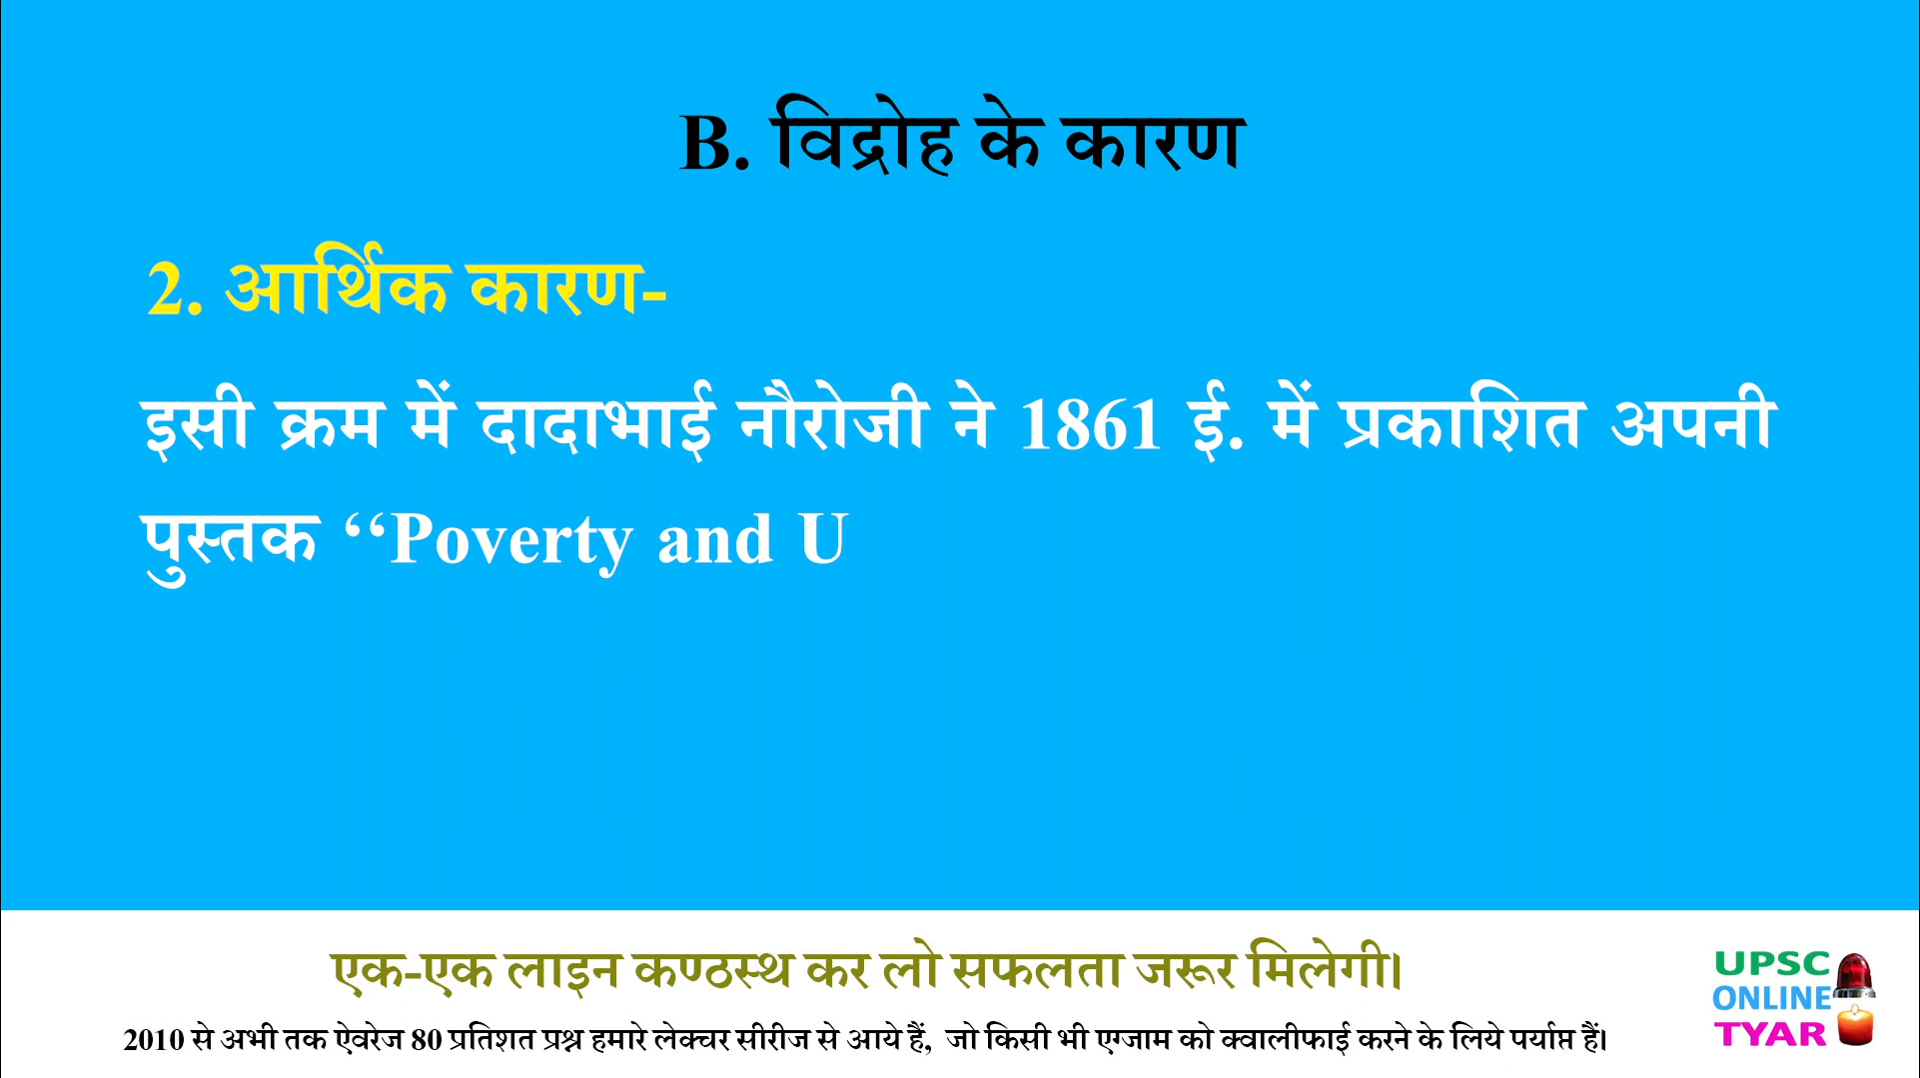 B. विद्रोह के कारण
2. आर्थिक कारण-
इसी क्रम में दादाभाई नौरोजी ने 1861 ई. में प्रकाशित अपनी
पुस्तक ‘‘Poverty and U
एक-एक लाइन कण्ठस्थ कर लो सफलता जरूर मिलेगी।
2010 से अभी तक ऐवरेज 80 प्रतिशत प्रश्न हमारे लेक्चर सीरीज से आये हैं, जो किसी भी एग्जाम को क्वालीफाई करने के लिये पर्याप्त हैं।
UPSC
ONLINE
TYAR